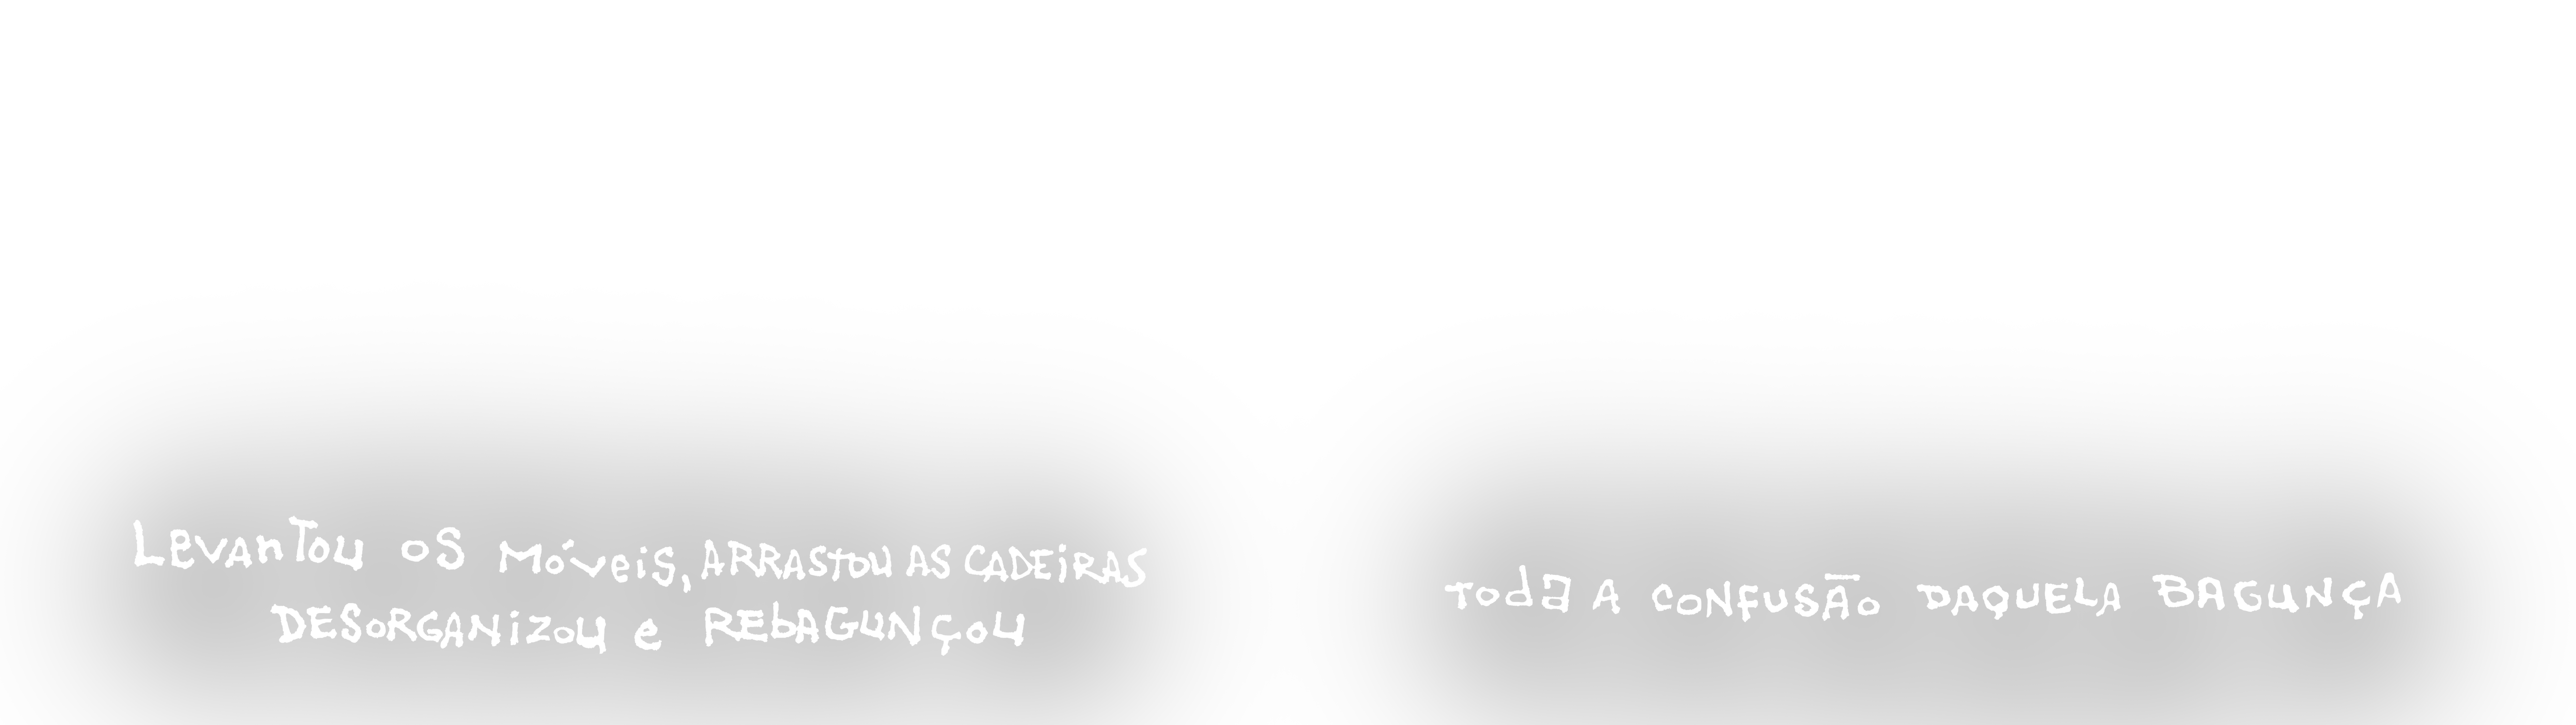 Levantou os móveis, ARRASTOU AS CADEIRAS
DESORGANIZOU e REbAGUNÇOU
Toda A CONFUSÃO DAQUELA BAGUNÇA